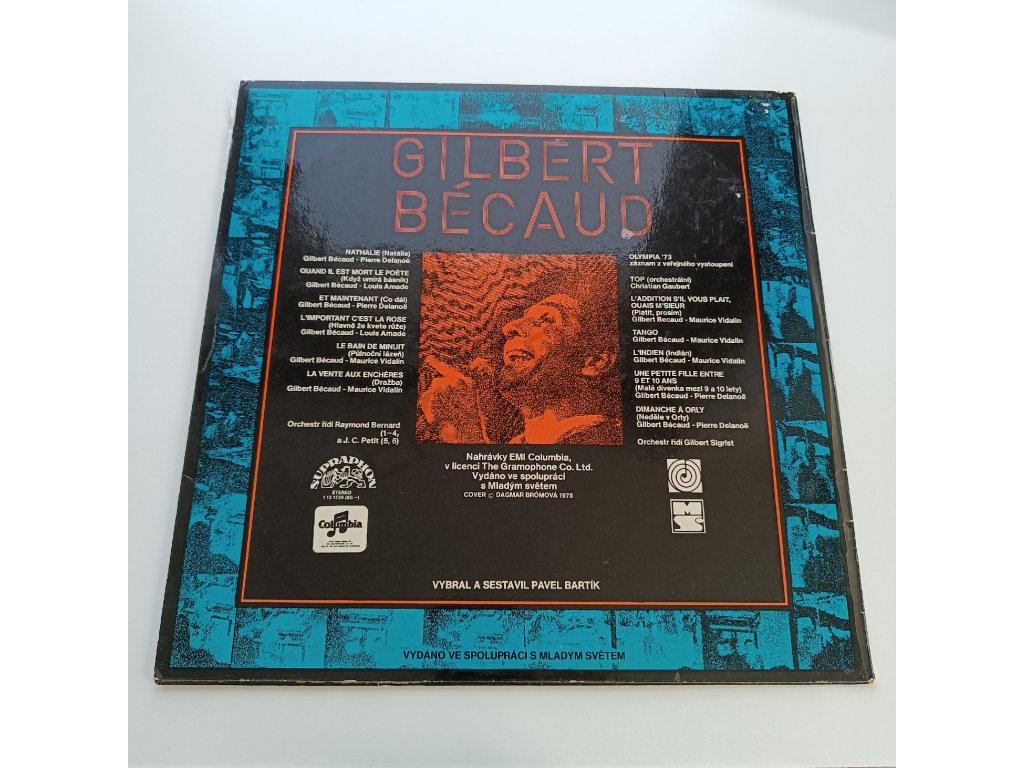 GILBERT
BÉCAUD
NATHALIE (Natálie)
Gilbert Bécaud - Pierre Delanoë
QUAND IL EST MORT LE POÈTE
(Když umírá básník)
Gilbert Bécaud - Louis Amade
ET MAINTENANT (Co dál)
Gilbert Bécaud - Pierre Delanoë
L'IMPORTANT C'EST LA ROSE
(Hlavně že kvete růže)
Gilbert Bécaud - Louis Amade
LE BAIN DE MINUIT
(Půlnoční lázeň)
Gilbert Bécaud - Maurice Vidalin
LA VENTE AUX ENCHÈRES
(Dražba)
Gilbert Bécaud - Maurice Vidalin
Orchestr řídí Raymond Bernard
(1–4,
a J. C. Petit (5, 6)
SUPRAPHON
STEREO
1 13 1729
Columbia
OLYMPIA '73
záznam z veřejného vystoupení
TOP (orchestrální)
Christian Gaubert
L'ADDITION S'IL VOUS PLAIT,
OUAIS M'SIEUR
(Platit, prosím)
Gilbert Bécaud - Maurice Vidalin
TANGO
Gilbert Bécaud - Maurice Vidalin
L'INDIEN (Indián)
Gilbert Bécaud - Maurice Vidalin
UNE PETITE FILLE ENTRE
9 ET 10 ANS
(Malá dívenka mezi 9 a 10 lety)
Gilbert Bécaud - Pierre Delanoë
DIMANCHE À ORLY
(Neděle v Orly)
Gilbert Bécaud - Pierre Delanoë
Orchestr řídí Gilbert Sigrist
Nahrávky EMI Columbia,
v licenci The Gramophone Co. Ltd.
Vydáno ve spolupráci
s Mladým světem
COVER © DAGMAR BRÓMOVÁ 1975
MS
VYBRAL A SESTAVIL PAVEL BARTÍK
VYDÁNO VE SPOLUPRÁCI S MLADÝM SVĚTEM